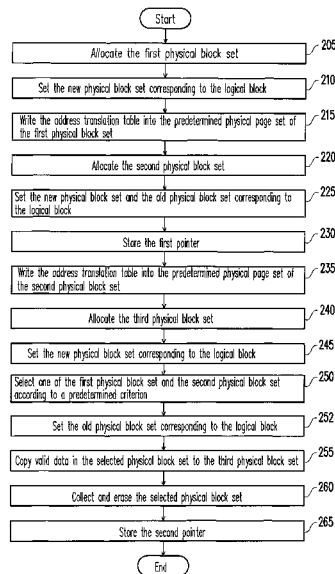 Start
Allocate the first physical block set
205
Set the new physical block set corresponding to the logical block
210
Write the address translation table into the predetermined physical page set of
the first physical block set
215
Allocate the second physical block set
220
Set the new physical block set and the old physical block set corresponding to
the logical block
225
Store the first pointer
230
Write the address translation table into the predetermined physical page set of
the second physical block set
235
Allocate the third physical block set
240
Set the new physical block set corresponding to the logical block
245
Select one of the first physical block set and the second physical block set
according to a predetermined criterion
250
Set the old physical block set corresponding to the logical block
252
Copy valid data in the selected physical block set to the third physical block set
255
Collect and erase the selected physical block set
260
Store the second pointer
265
End